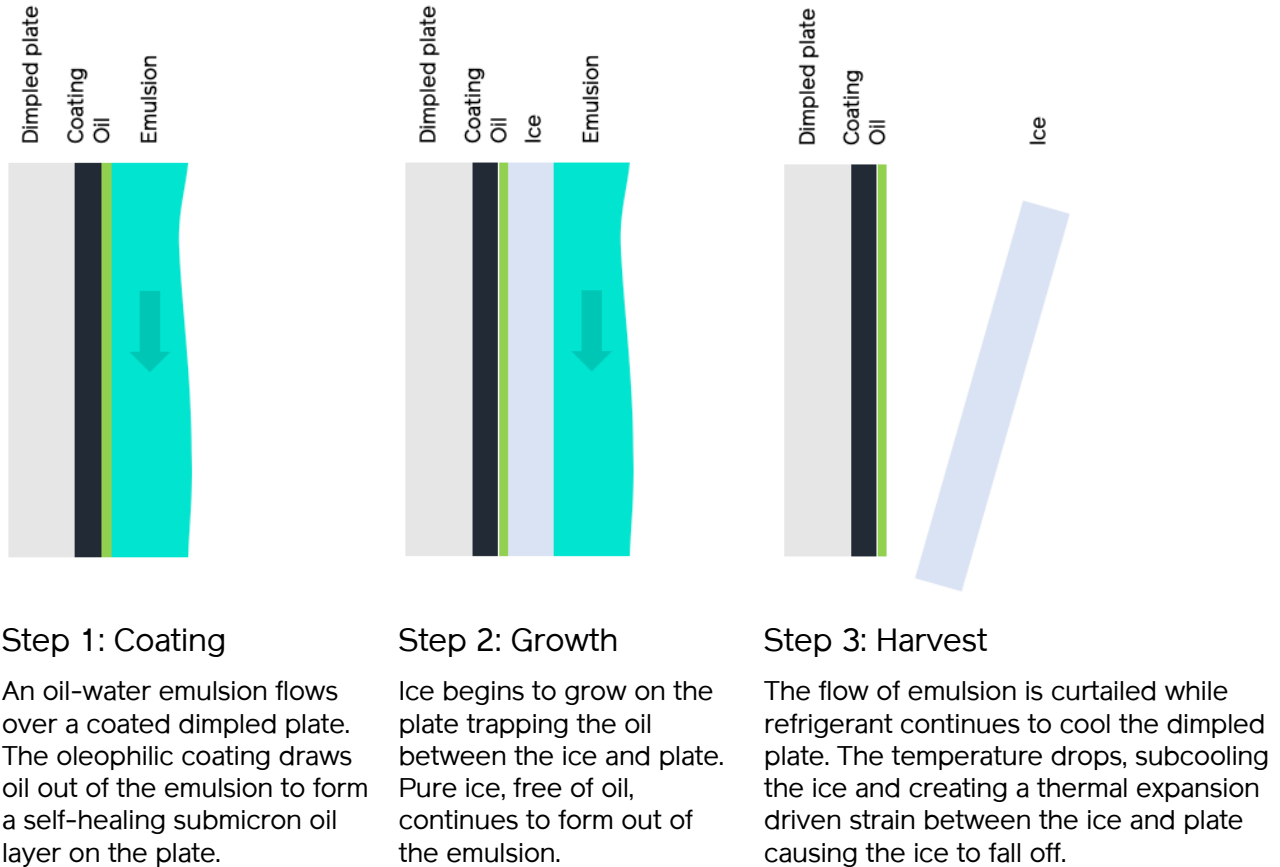 Dimpled plate
Coating
Oil
Emulsion
Dimpled plate
Coating
Oil
Ice
Emulsion
Dimpled plate
Coating
Oil
Ice
Step 1: Coating
An oil-water emulsion flows
over a coated dimpled plate.
The oleophilic coating draws
oil out of the emulsion to form
a self-healing submicron oil
layer on the plate.
Step 2: Growth
Ice begins to grow on the
plate trapping the oil
between the ice and plate.
Pure ice, free of oil,
continues to form out of
the emulsion.
Step 3: Harvest
The flow of emulsion is curtailed while
refrigerant continues to cool the dimpled
plate. The temperature drops, subcooling
the ice and creating a thermal expansion
driven strain between the ice and plate
causing the ice to fall off.